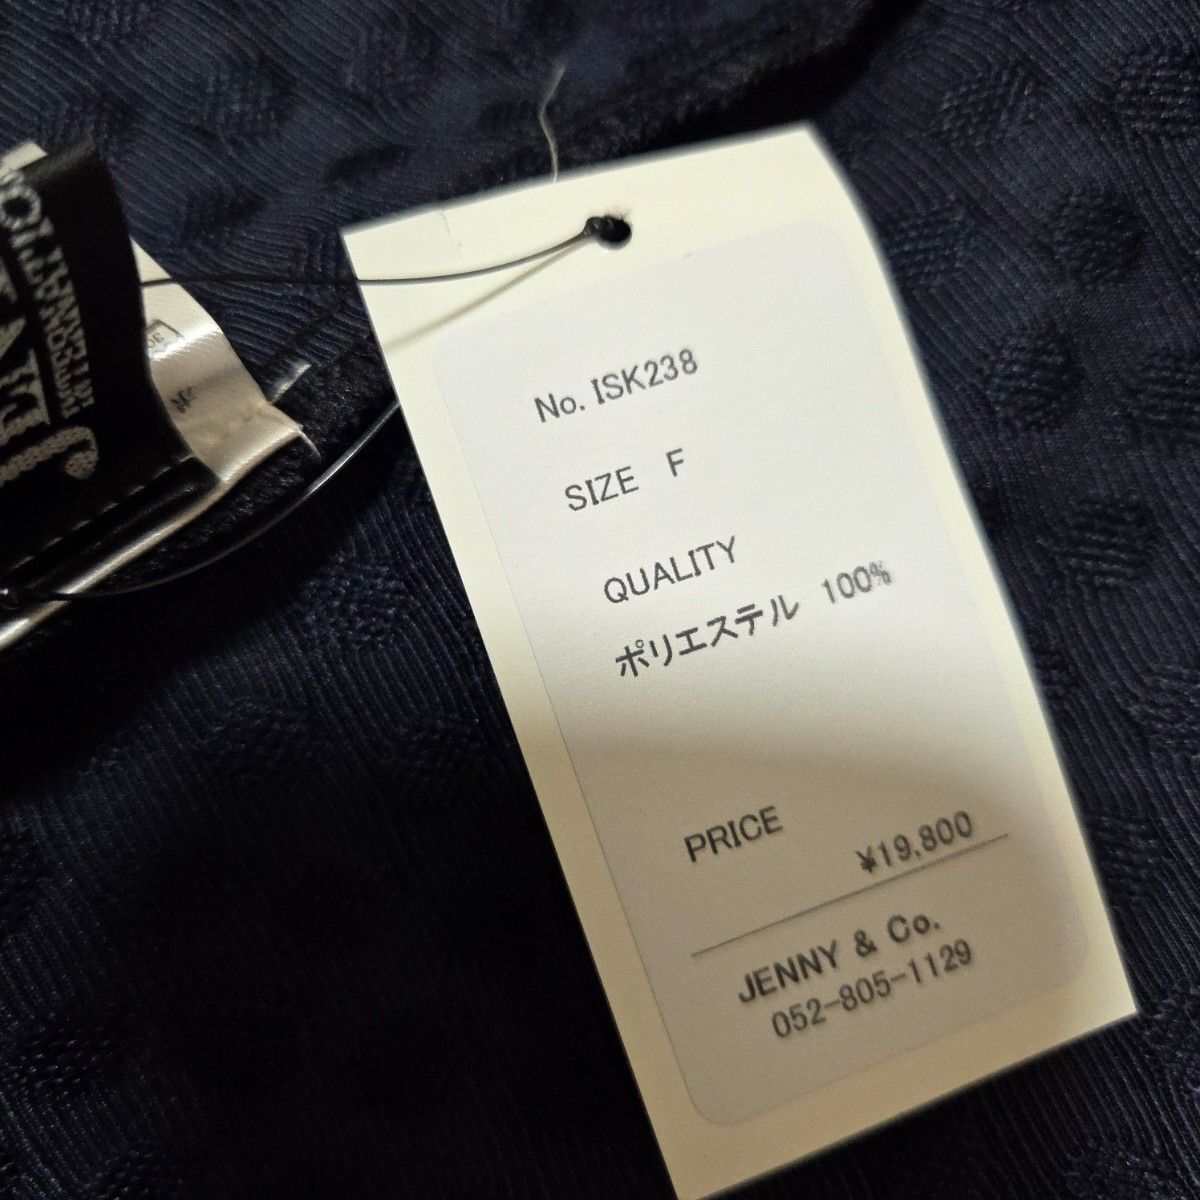 No. ISK238
SIZE F
QUALITY
ポリエステル 100%
PRICE
¥19,800
JENNY & Co.
052-805-1129